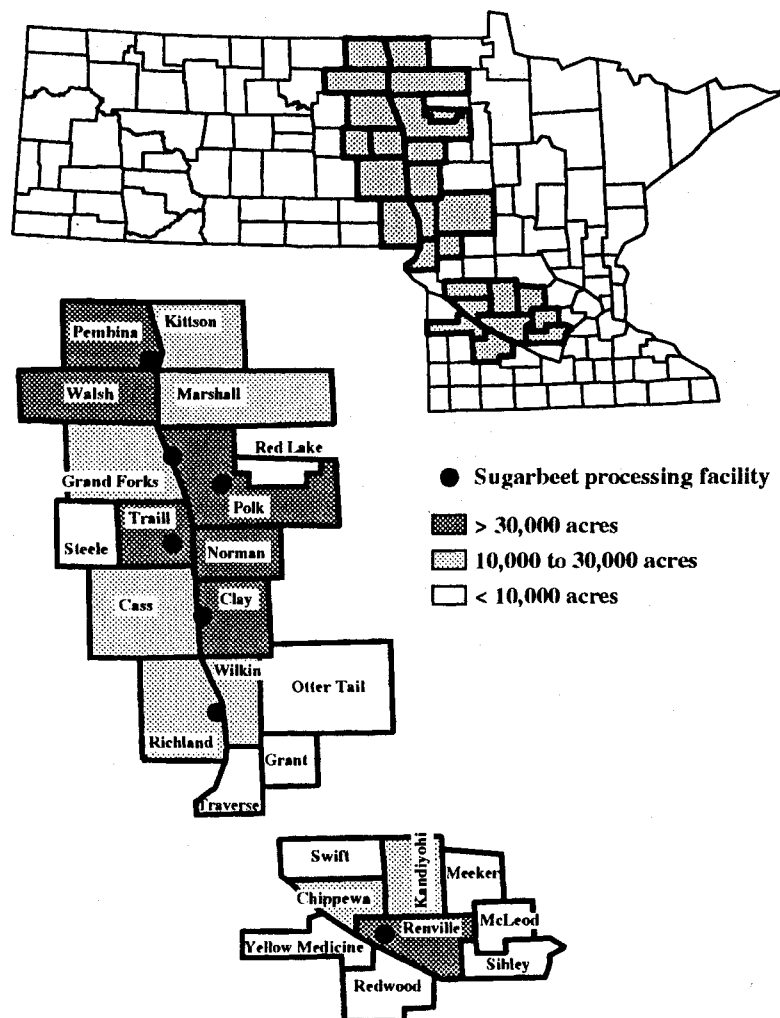 Pembina
Kittson
Walsh
Marshall
Red Lake
Grand Forks
Polk
Traill
Steele
Norman
Cass
Clay
Wilkin
Otter Tail
Richland
Grant
Traverse
Sugarbeet processing facility
> 30,000 acres
10,000 to 30,000 acres
< 10,000 acres
Swift
Kandiyohi
Meeker
Chippewa
Renville
McLeod
Yellow Medicine
Sibley
Redwood